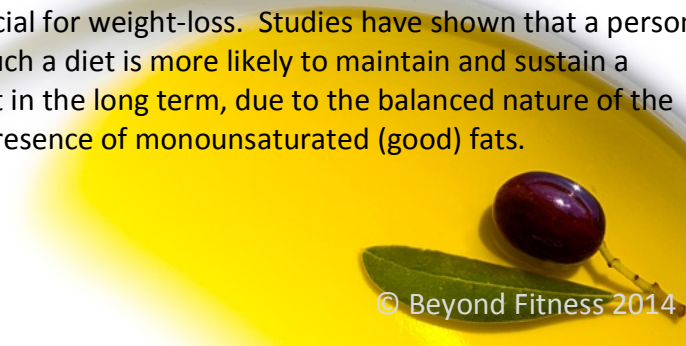 cial for weight-loss. Studies have shown that a person
uch a diet is more likely to maintain and sustain a
t in the long term, due to the balanced nature of the
resence of monounsaturated (good) fats.
© Beyond Fitness 2014